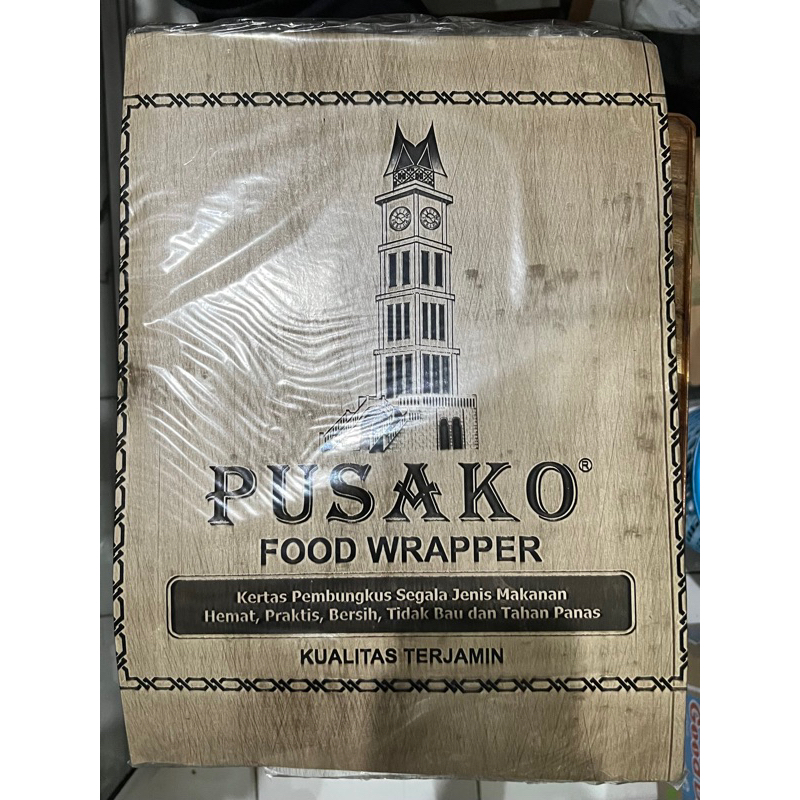 PUSAKO®
FOOD WRAPPER
Kertas Pembungkus Segala Jenis Makanan
Hemat, Praktis, Bersih, Tidak Bau dan Tahan Panas
KUALITAS TERJAMIN